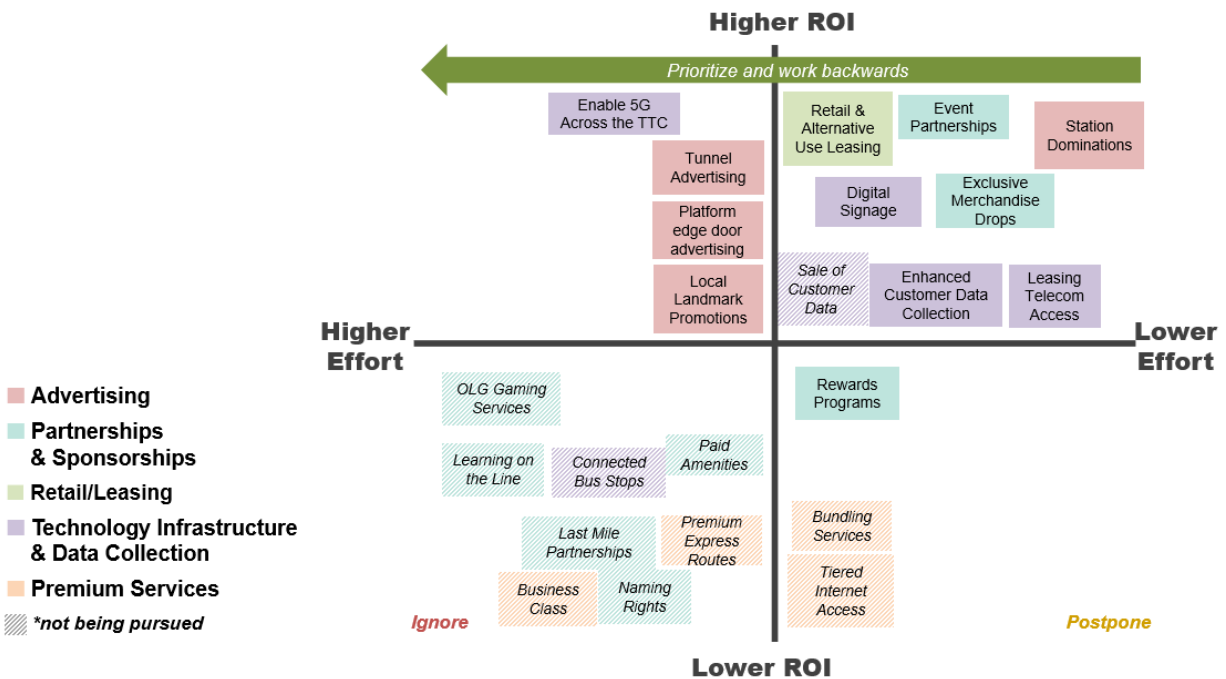 Higher ROI
Prioritize and work backwards
Enable 5G
Across the TTC
Retail &
Alternative
Use Leasing
Event
Partnerships
Station
Dominations
Tunnel
Advertising
Digital
Signage
Exclusive
Merchandise
Drops
Platform
edge door
advertising
Local
Landmark
Promotions
Sale of
Customer
Data
Enhanced
Customer Data
Collection
Leasing
Telecom
Access
Higher
Effort
Lower
Effort
OLG Gaming
Services
Rewards
Programs
Learning on
the Line
Connected
Bus Stops
Paid
Amenities
Last Mile
Partnerships
Premium
Express
Routes
Bundling
Services
Business
Class
Naming
Rights
Tiered
Internet
Access
Ignore
Postpone
Lower ROI
Advertising
Partnerships
& Sponsorships
Retail/Leasing
Technology Infrastructure
& Data Collection
Premium Services
*not being pursued